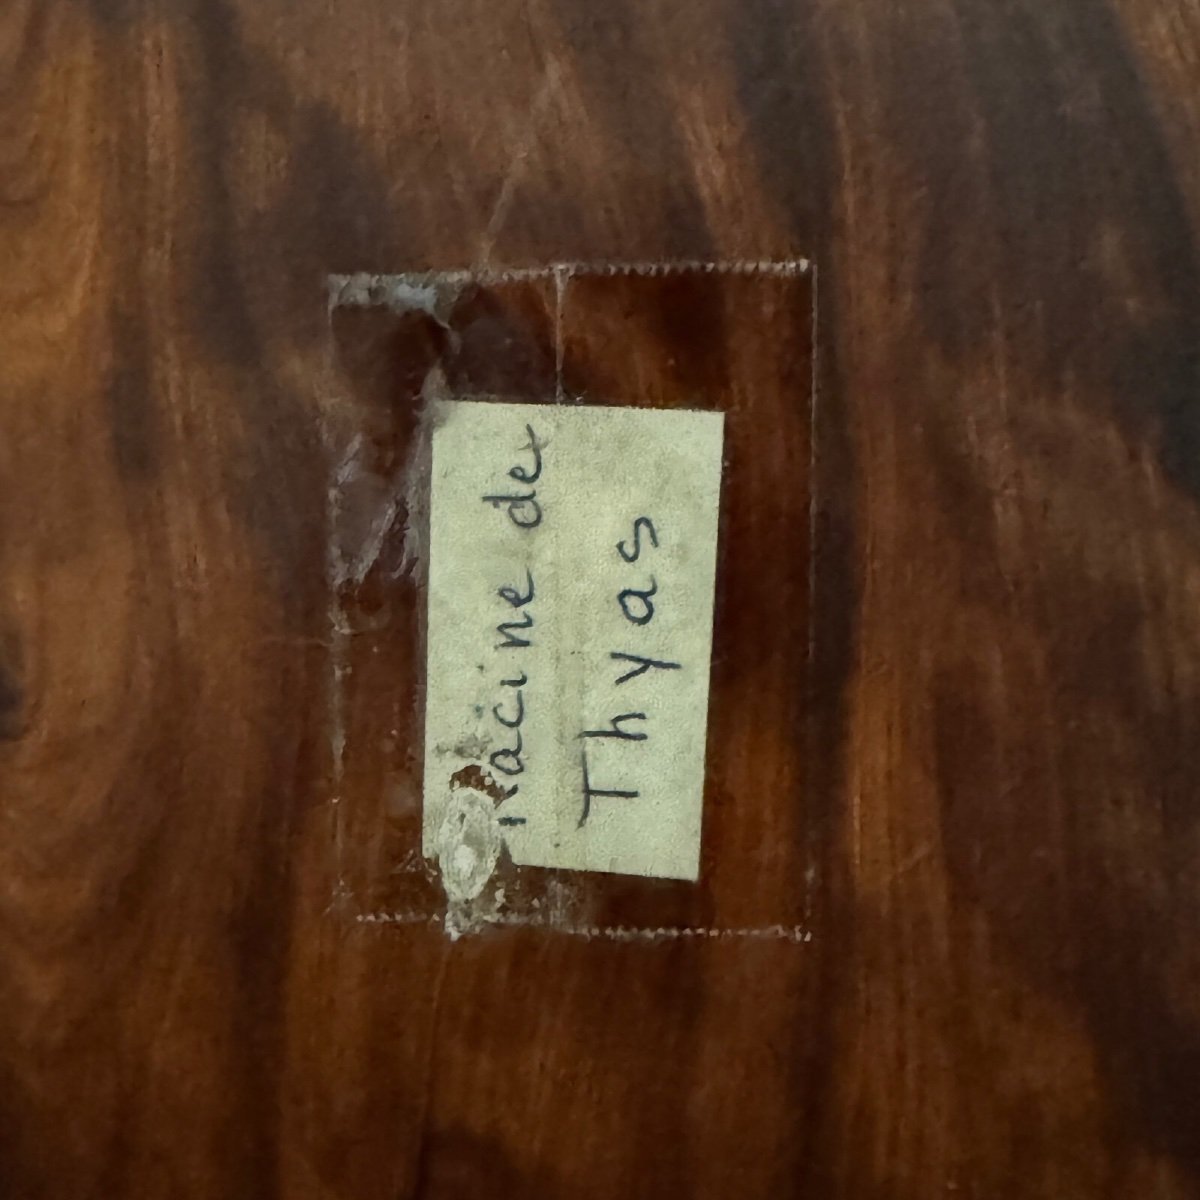 Racine de
Thyas